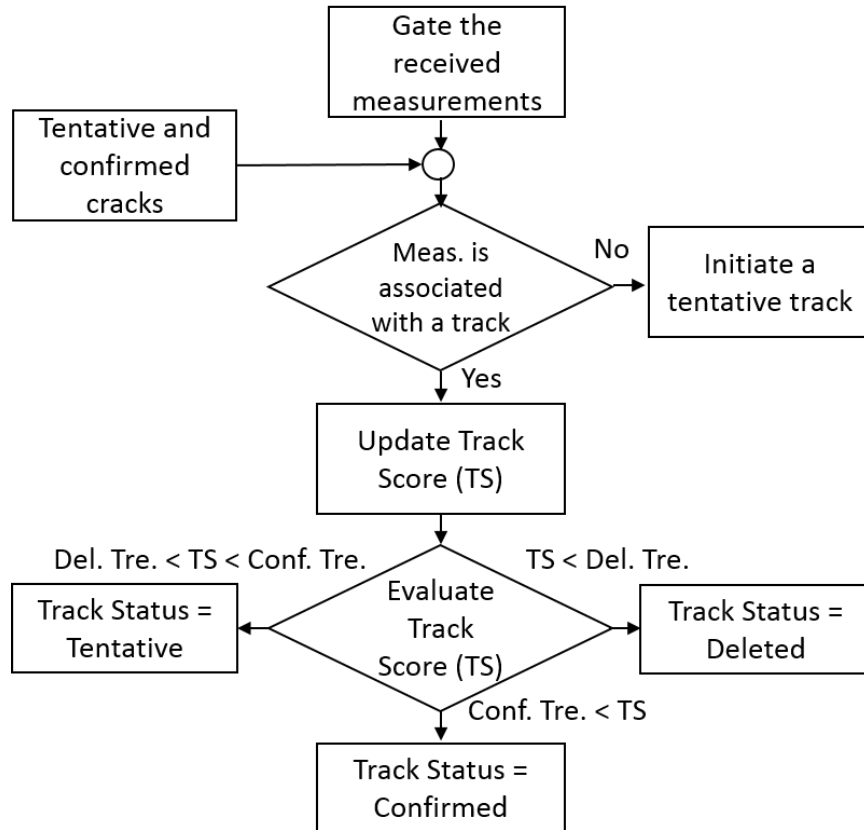 Gate the
received
measurements
Tentative and
confirmed
cracks
Meas. is
associated
with a track
No
Initiate a
tentative track
Yes
Update Track
Score (TS)
Del. Tre. < TS < Conf. Tre.
TS < Del. Tre.
Track Status =
Tentative
Evaluate
Track
Score (TS)
Track Status =
Deleted
Conf. Tre. < TS
Track Status =
Confirmed